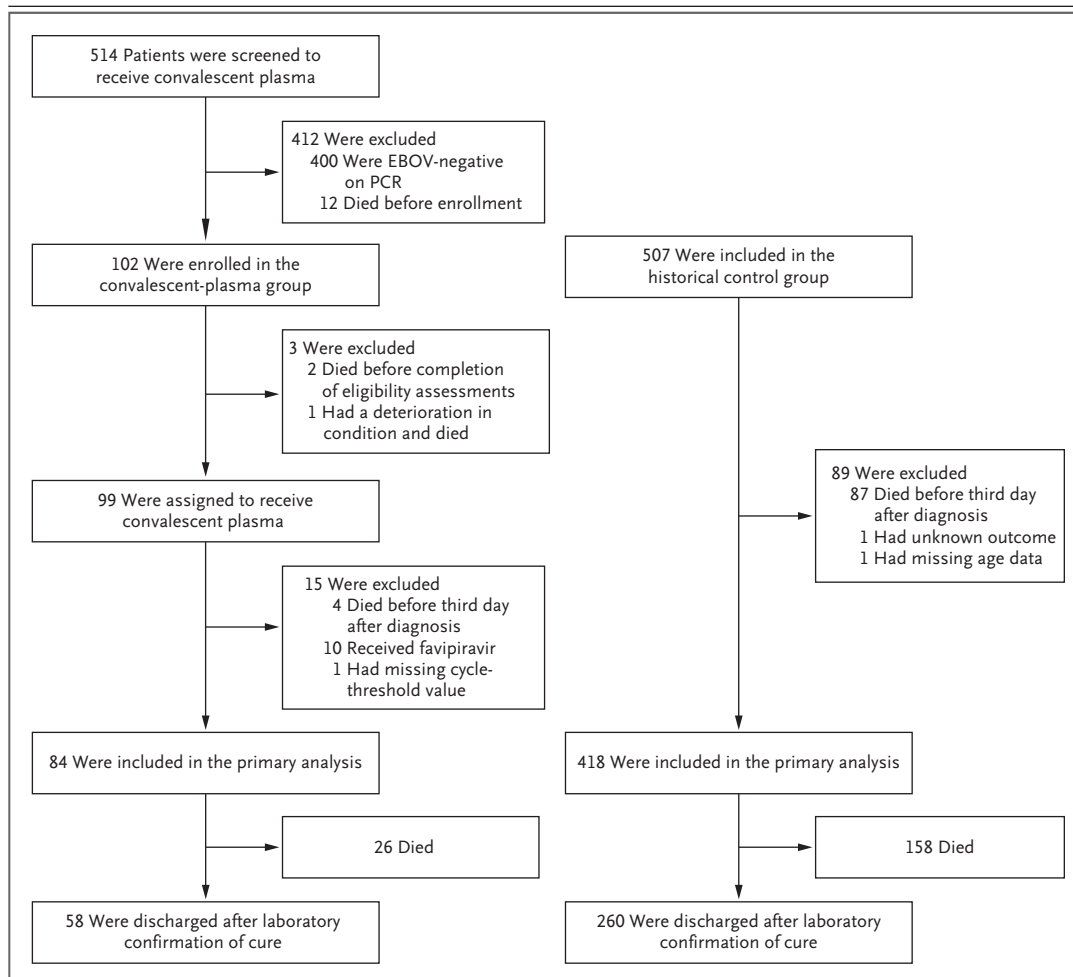 514 Patients were screened to
receive convalescent plasma
412 Were excluded
400 Were EBOV-negative
on PCR
12 Died before enrollment
102 Were enrolled in the
convalescent-plasma group
507 Were included in the
historical control group
3 Were excluded
2 Died before completion
of eligibility assessments
1 Had a deterioration in
condition and died
99 Were assigned to receive
convalescent plasma
89 Were excluded
87 Died before third day
after diagnosis
1 Had unknown outcome
1 Had missing age data
15 Were excluded
4 Died before third day
after diagnosis
10 Received favipiravir
1 Had missing cycle-
threshold value
84 Were included in the primary analysis
418 Were included in the primary analysis
26 Died
158 Died
58 Were discharged after laboratory
confirmation of cure
260 Were discharged after laboratory
confirmation of cure